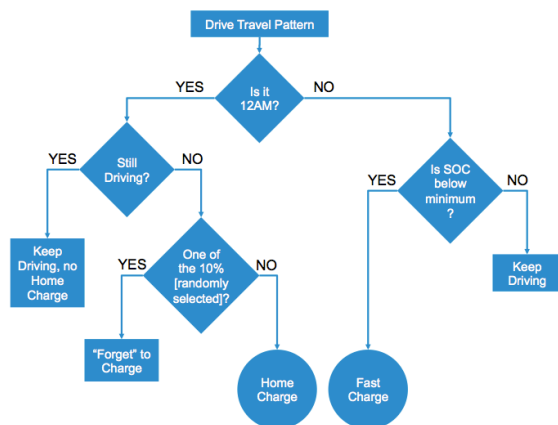 Drive Travel Pattern
YES
Is it
12AM?
NO
YES
Still
Driving?
NO
YES
Is SOC
below
minimum
?
NO
Keep
Driving, no
Home
Charge
YES
One of
the 10%
[randomly
selected]?
NO
Keep
Driving
"Forget" to
Charge
Home
Charge
Fast
Charge